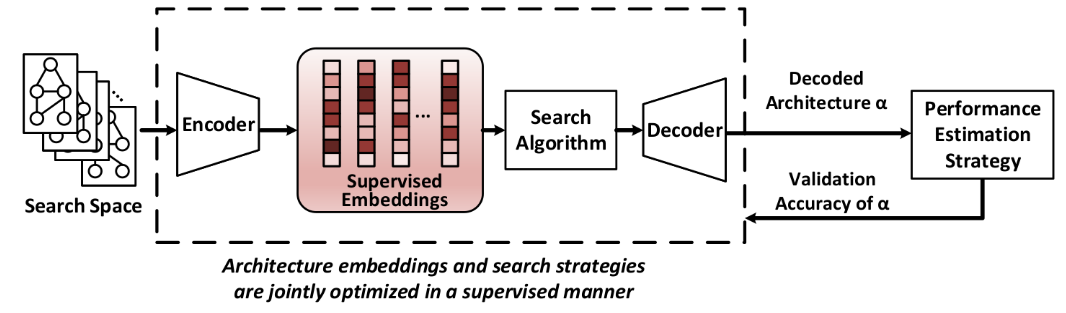 Search Space
Encoder
...
Supervised
Embeddings
Search
Algorithm
Decoder
Decoded
Architecture α
Performance
Estimation
Strategy
Validation
Accuracy of α
Architecture embeddings and search strategies
are jointly optimized in a supervised manner